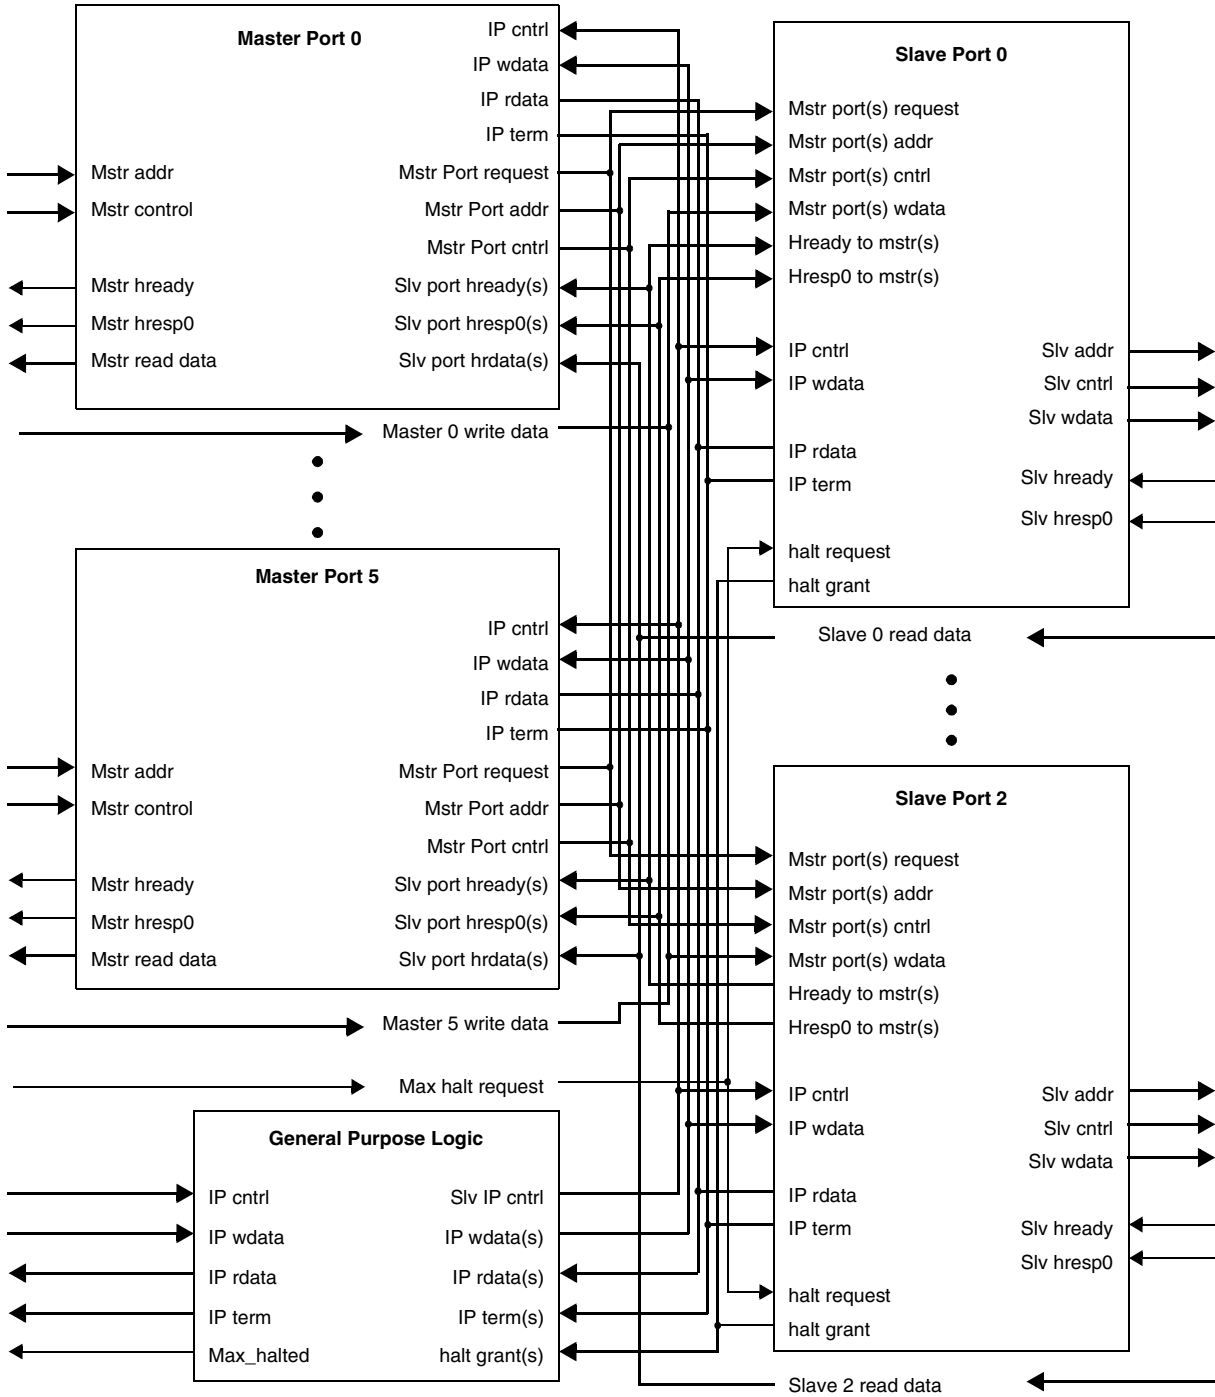 Master Port 0
IP cntrl
IP wdata
IP rdata
IP term
Mstr addr
Mstr Port request
Mstr control
Mstr Port addr
Mstr Port cntrl
Mstr hready
Slv port hready(s)
Mstr hresp0
Slv port hresp0(s)
Mstr read data
Slv port hrdata(s)
Master 0 write data
Master Port 5
IP cntrl
IP wdata
IP rdata
IP term
Mstr addr
Mstr Port request
Mstr control
Mstr Port addr
Mstr Port cntrl
Mstr hready
Slv port hready(s)
Mstr hresp0
Slv port hresp0(s)
Mstr read data
Slv port hrdata(s)
Master 5 write data
Max halt request
General Purpose Logic
IP cntrl
Slv IP cntrl
IP wdata
IP wdata(s)
IP rdata
IP rdata(s)
IP term
IP term(s)
Max_halted
halt grant(s)
Slave Port 0
Mstr port(s) request
Mstr port(s) addr
Mstr port(s) cntrl
Mstr port(s) wdata
Hready to mstr(s)
Hresp0 to mstr(s)
IP cntrl
Slv addr
IP wdata
Slv cntrl
Slv wdata
IP rdata
Slv hready
IP term
Slv hresp0
halt request
halt grant
Slave 0 read data
Slave Port 2
Mstr port(s) request
Mstr port(s) addr
Mstr port(s) cntrl
Mstr port(s) wdata
Hready to mstr(s)
Hresp0 to mstr(s)
IP cntrl
Slv addr
IP wdata
Slv cntrl
Slv wdata
IP rdata
IP term
Slv hready
Slv hresp0
halt request
halt grant
Slave 2 read data